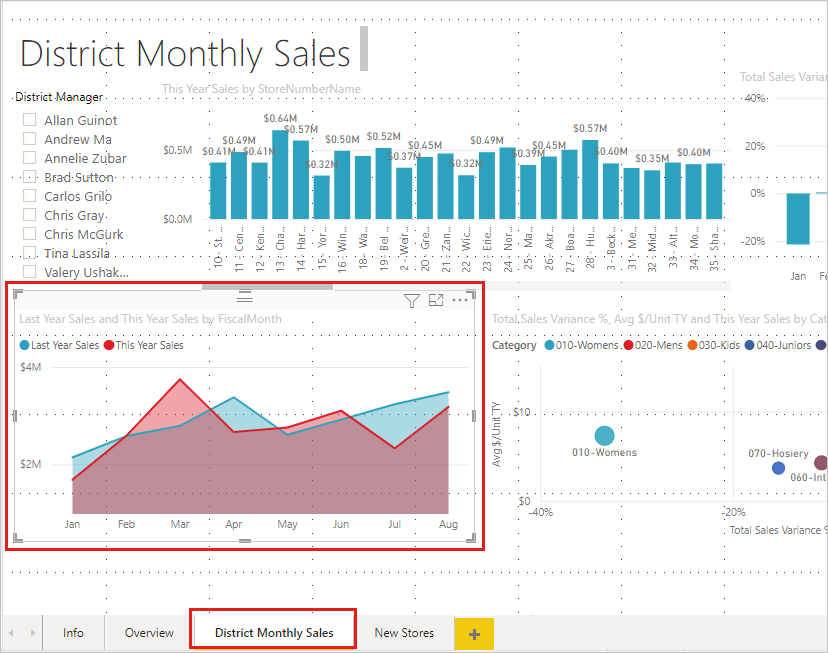 District Monthly Sales
District Manager
Allan Guinot
Andrew Ma
Annelie Zubar
Brad Sutton
Carlos Grilo
Chris Gray
Chris McGurk
Tina Lassila
Valery Ushak...
This Year Sales by StoreNumberName
$0.5M
$0.0M
$0.41M
$0.49M
$0.41M
$0.64M
$0.57M
$0.32M
$0.50M
$0.52M
$0.37M
$0.45M
$0.32M
$0.49M
$0.39M
$0.45M
$0.57M
$0.40M
$0.35M
$0.40M
10 - St. ...
11 - Cen...
12 - Ken...
13 - Cha...
14 - Har...
15 - Yor...
16 - Win...
18 - Wa...
19 - Bel ...
2 - Weir...
20 - Gre...
21 - Zan...
22 - Wic...
23 - Erie...
24 - Nor...
25 - Ma...
26 - Akr...
27 - Boa...
28 - Hu...
3 - Beck...
31 - Me...
32 - Mid...
33 - Alt...
34 - Mo...
35 - Sha...
Total Sales Varian
40%
20%
0%
-20%
Jan
Fe
Last Year Sales and This Year Sales by FiscalMonth
Last Year Sales This Year Sales
$4M
$2M
Jan Feb Mar Apr May Jun Jul Aug
Total Sales Variance %, Avg $/Unit TY and This Year Sales by Cat
Category 010-Womens 020-Mens 030-Kids 040-Juniors
Avg $/Unit TY
$10
$0
010-Womens
070-Hosiery
060-Int
-40% -20%
Total Sales Variance %
Info Overview District Monthly Sales New Stores +